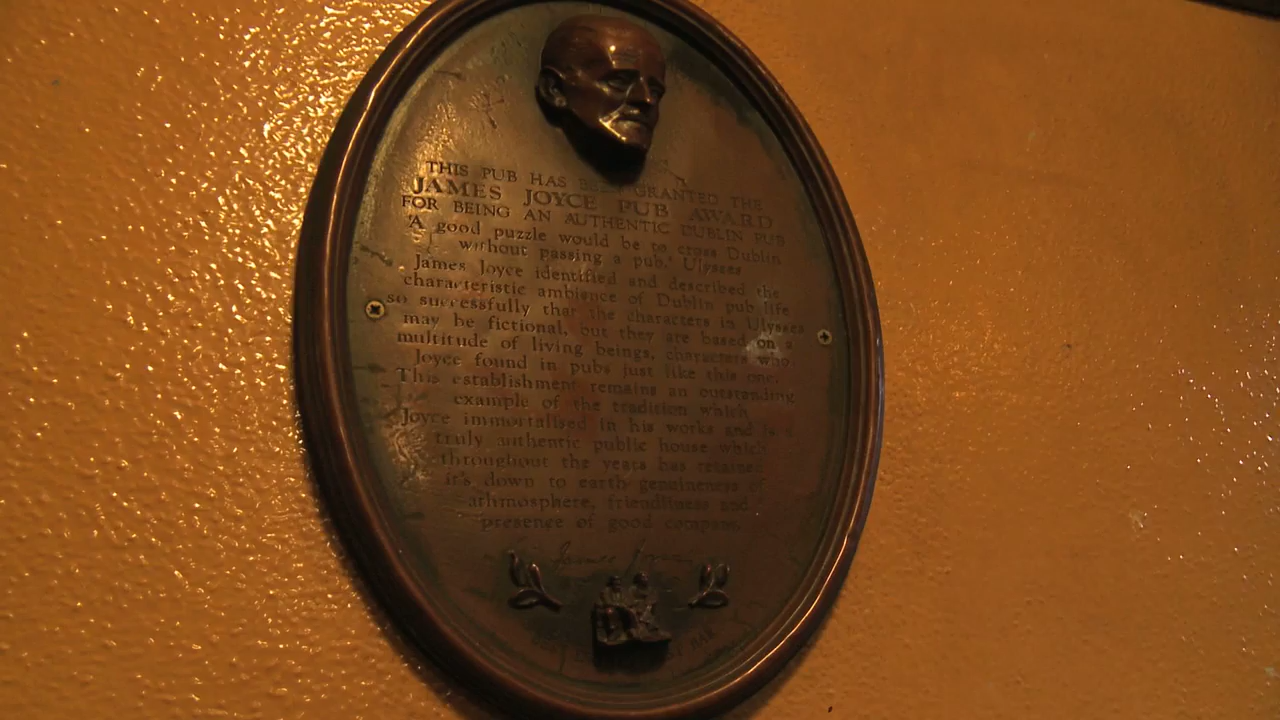 THIS PUB HAS BEEN GRANTED THE
JAMES JOYCE PUB AWARD
FOR BEING AN AUTHENTIC DUBLIN PUB
'A good puzzle would be to cross Dublin
without passing a pub.' Ulysses
James Joyce identified and described the
characteristic ambience of Dublin pub life
so successfully that the characters in Ulysses
may be fictional, but they are based on a
multitude of living beings, characters who
Joyce found in pubs just like this one.
This establishment remains an outstanding
example of the tradition which
Joyce immortalised in his works and is a
truly authentic public house which
throughout the years has retained
it's down to earth genuineness of
athmosphere, friendliness and
presence of good company.
James Joyce